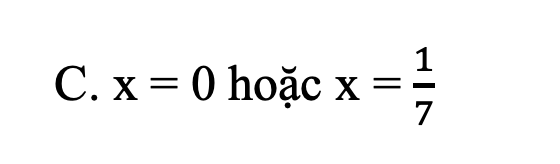 C. x = 0 hoặc x = 1/7